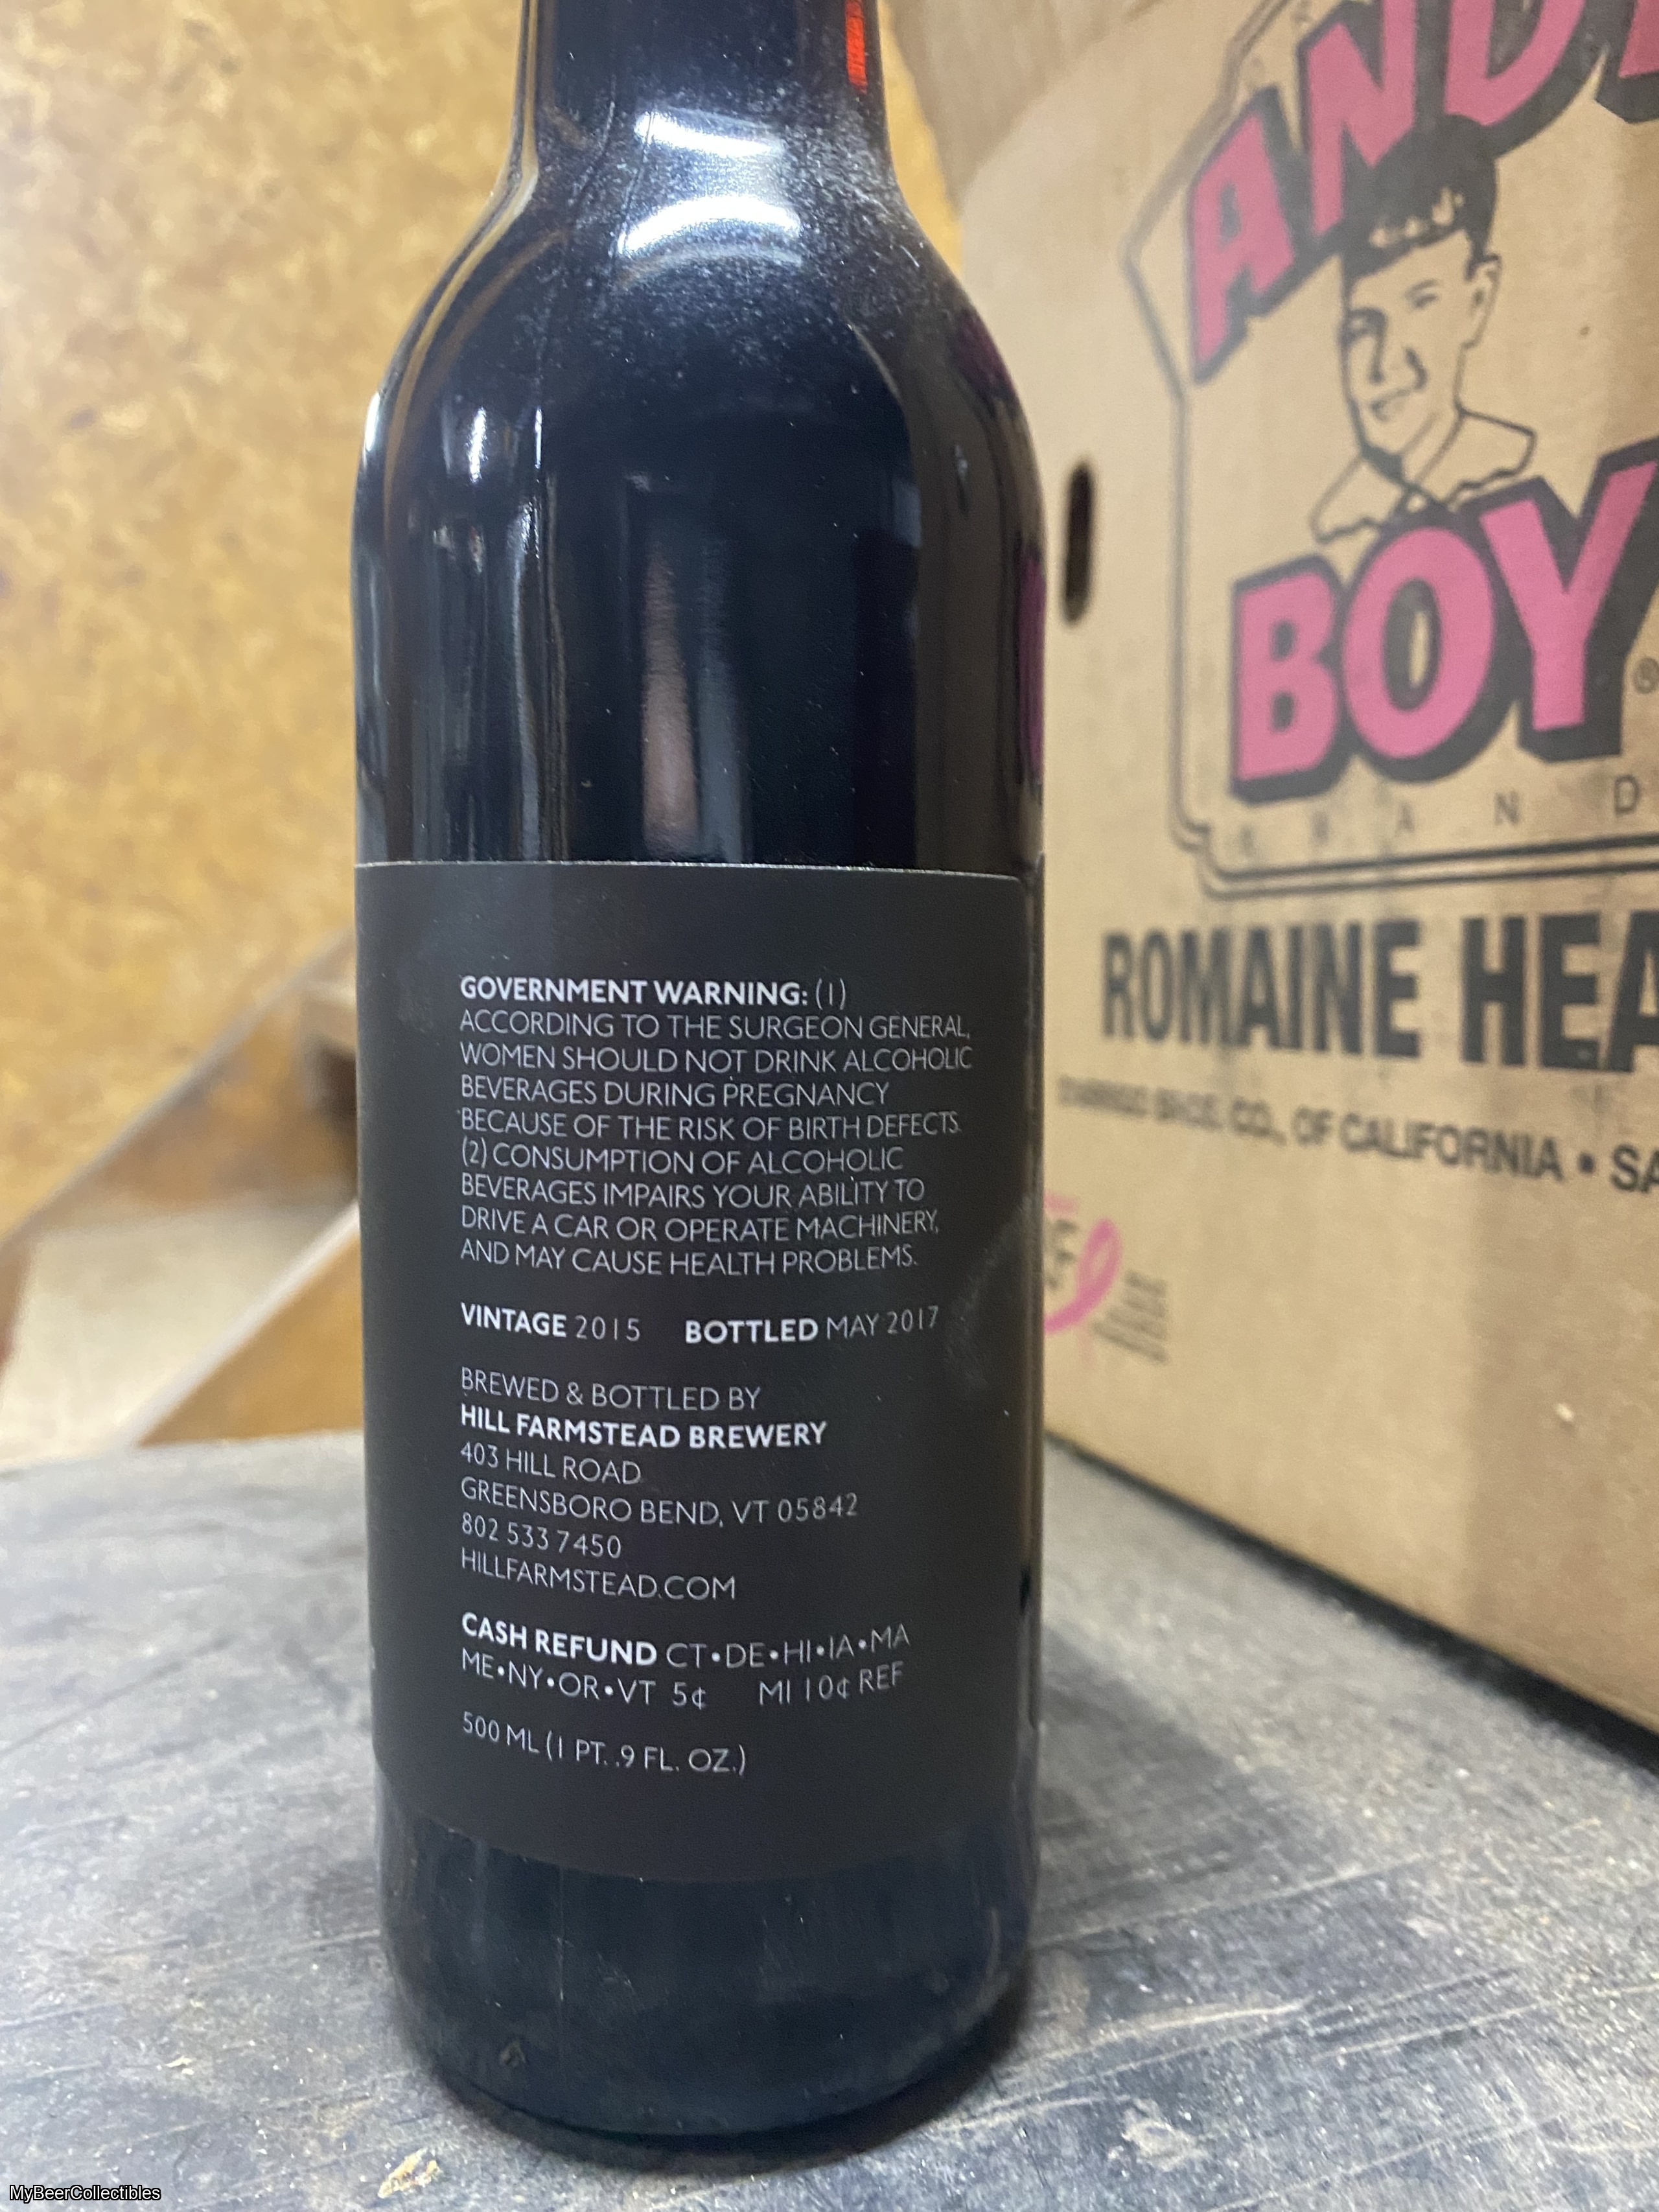 GOVERNMENT WARNING: (1)
ACCORDING TO THE SURGEON GENERAL,
WOMEN SHOULD NOT DRINK ALCOHOLIC
BEVERAGES DURING PREGNANCY
BECAUSE OF THE RISK OF BIRTH DEFECTS.
(2) CONSUMPTION OF ALCOHOLIC
BEVERAGES IMPAIRS YOUR ABILITY TO
DRIVE A CAR OR OPERATE MACHINERY,
AND MAY CAUSE HEALTH PROBLEMS.
VINTAGE 2015 BOTTLED MAY 2017
BREWED & BOTTLED BY
HILL FARMSTEAD BREWERY
403 HILL ROAD
GREENSBORO BEND, VT 05842
802 533 7450
HILLFARMSTEAD.COM
CASH REFUND CT•DE•HI•IA•MA
ME•NY•OR•VT 5¢ MI 10¢ REF
500 ML (1 PT. .9 FL. OZ.)
BOY®
BRAND
ROMAINE
CO., OF CALIFORNIA •
MyBeerCollectibles